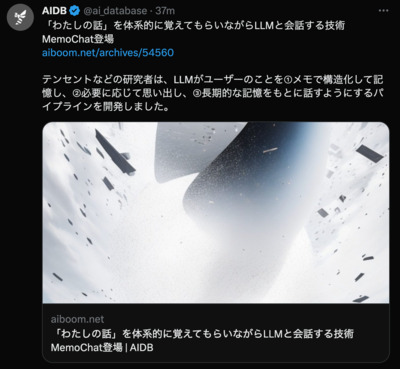 AIDB @ai_database · 37m
「わたしの話」を体系的に覚えてもらいながらLLMと会話する技術
MemoChat登場
aiboom.net/archives/54560
テンセントなどの研究者は、LLMがユーザーのことを①メモで構造化して記
憶し、②必要に応じて思い出し、③長期的な記憶をもとに話すようにするパ
イプラインを開発しました。
aiboom.net
「わたしの話」を体系的に覚えてもらいながらLLMと会話する技術
MemoChat登場 | AIDB